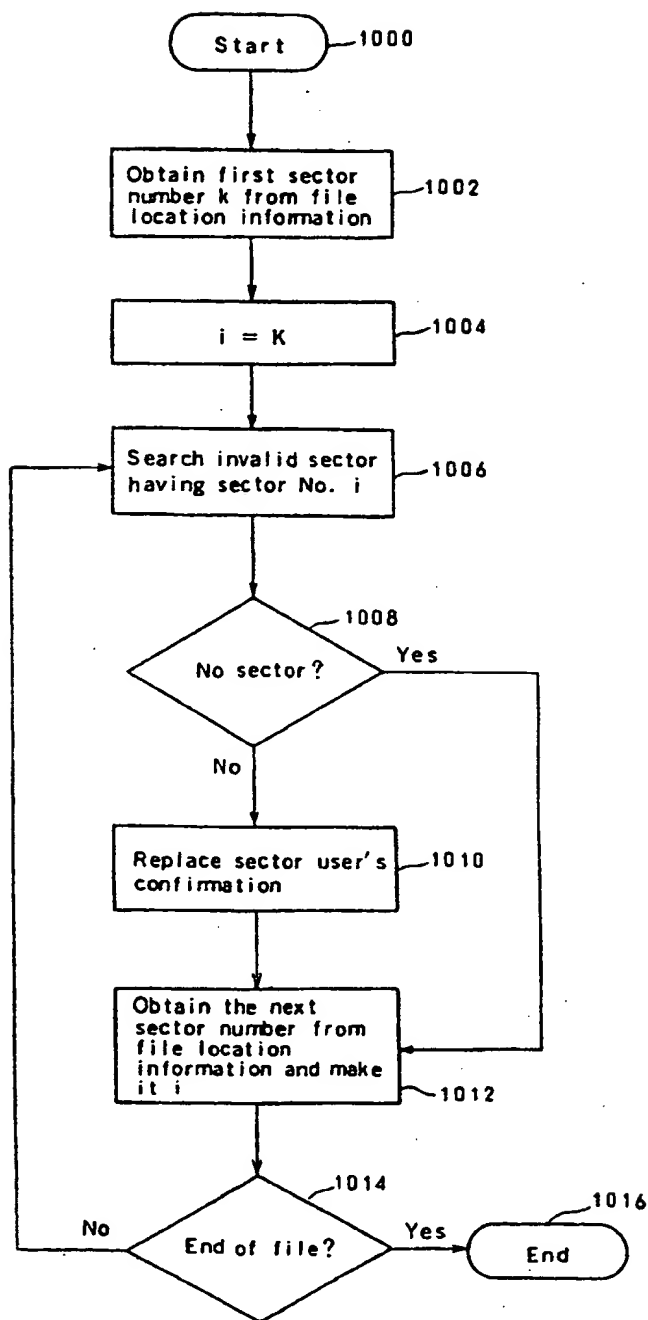 Start
1000
Obtain first sector
number k from file
location information
1002
i = K
1004
Search invalid sector
having sector No. i
1006
1008
No sector?
Yes
No
Replace sector user's
confirmation
1010
Obtain the next
sector number from
file location
information and make
it i
1012
1014
End of file?
No
Yes
1016
End